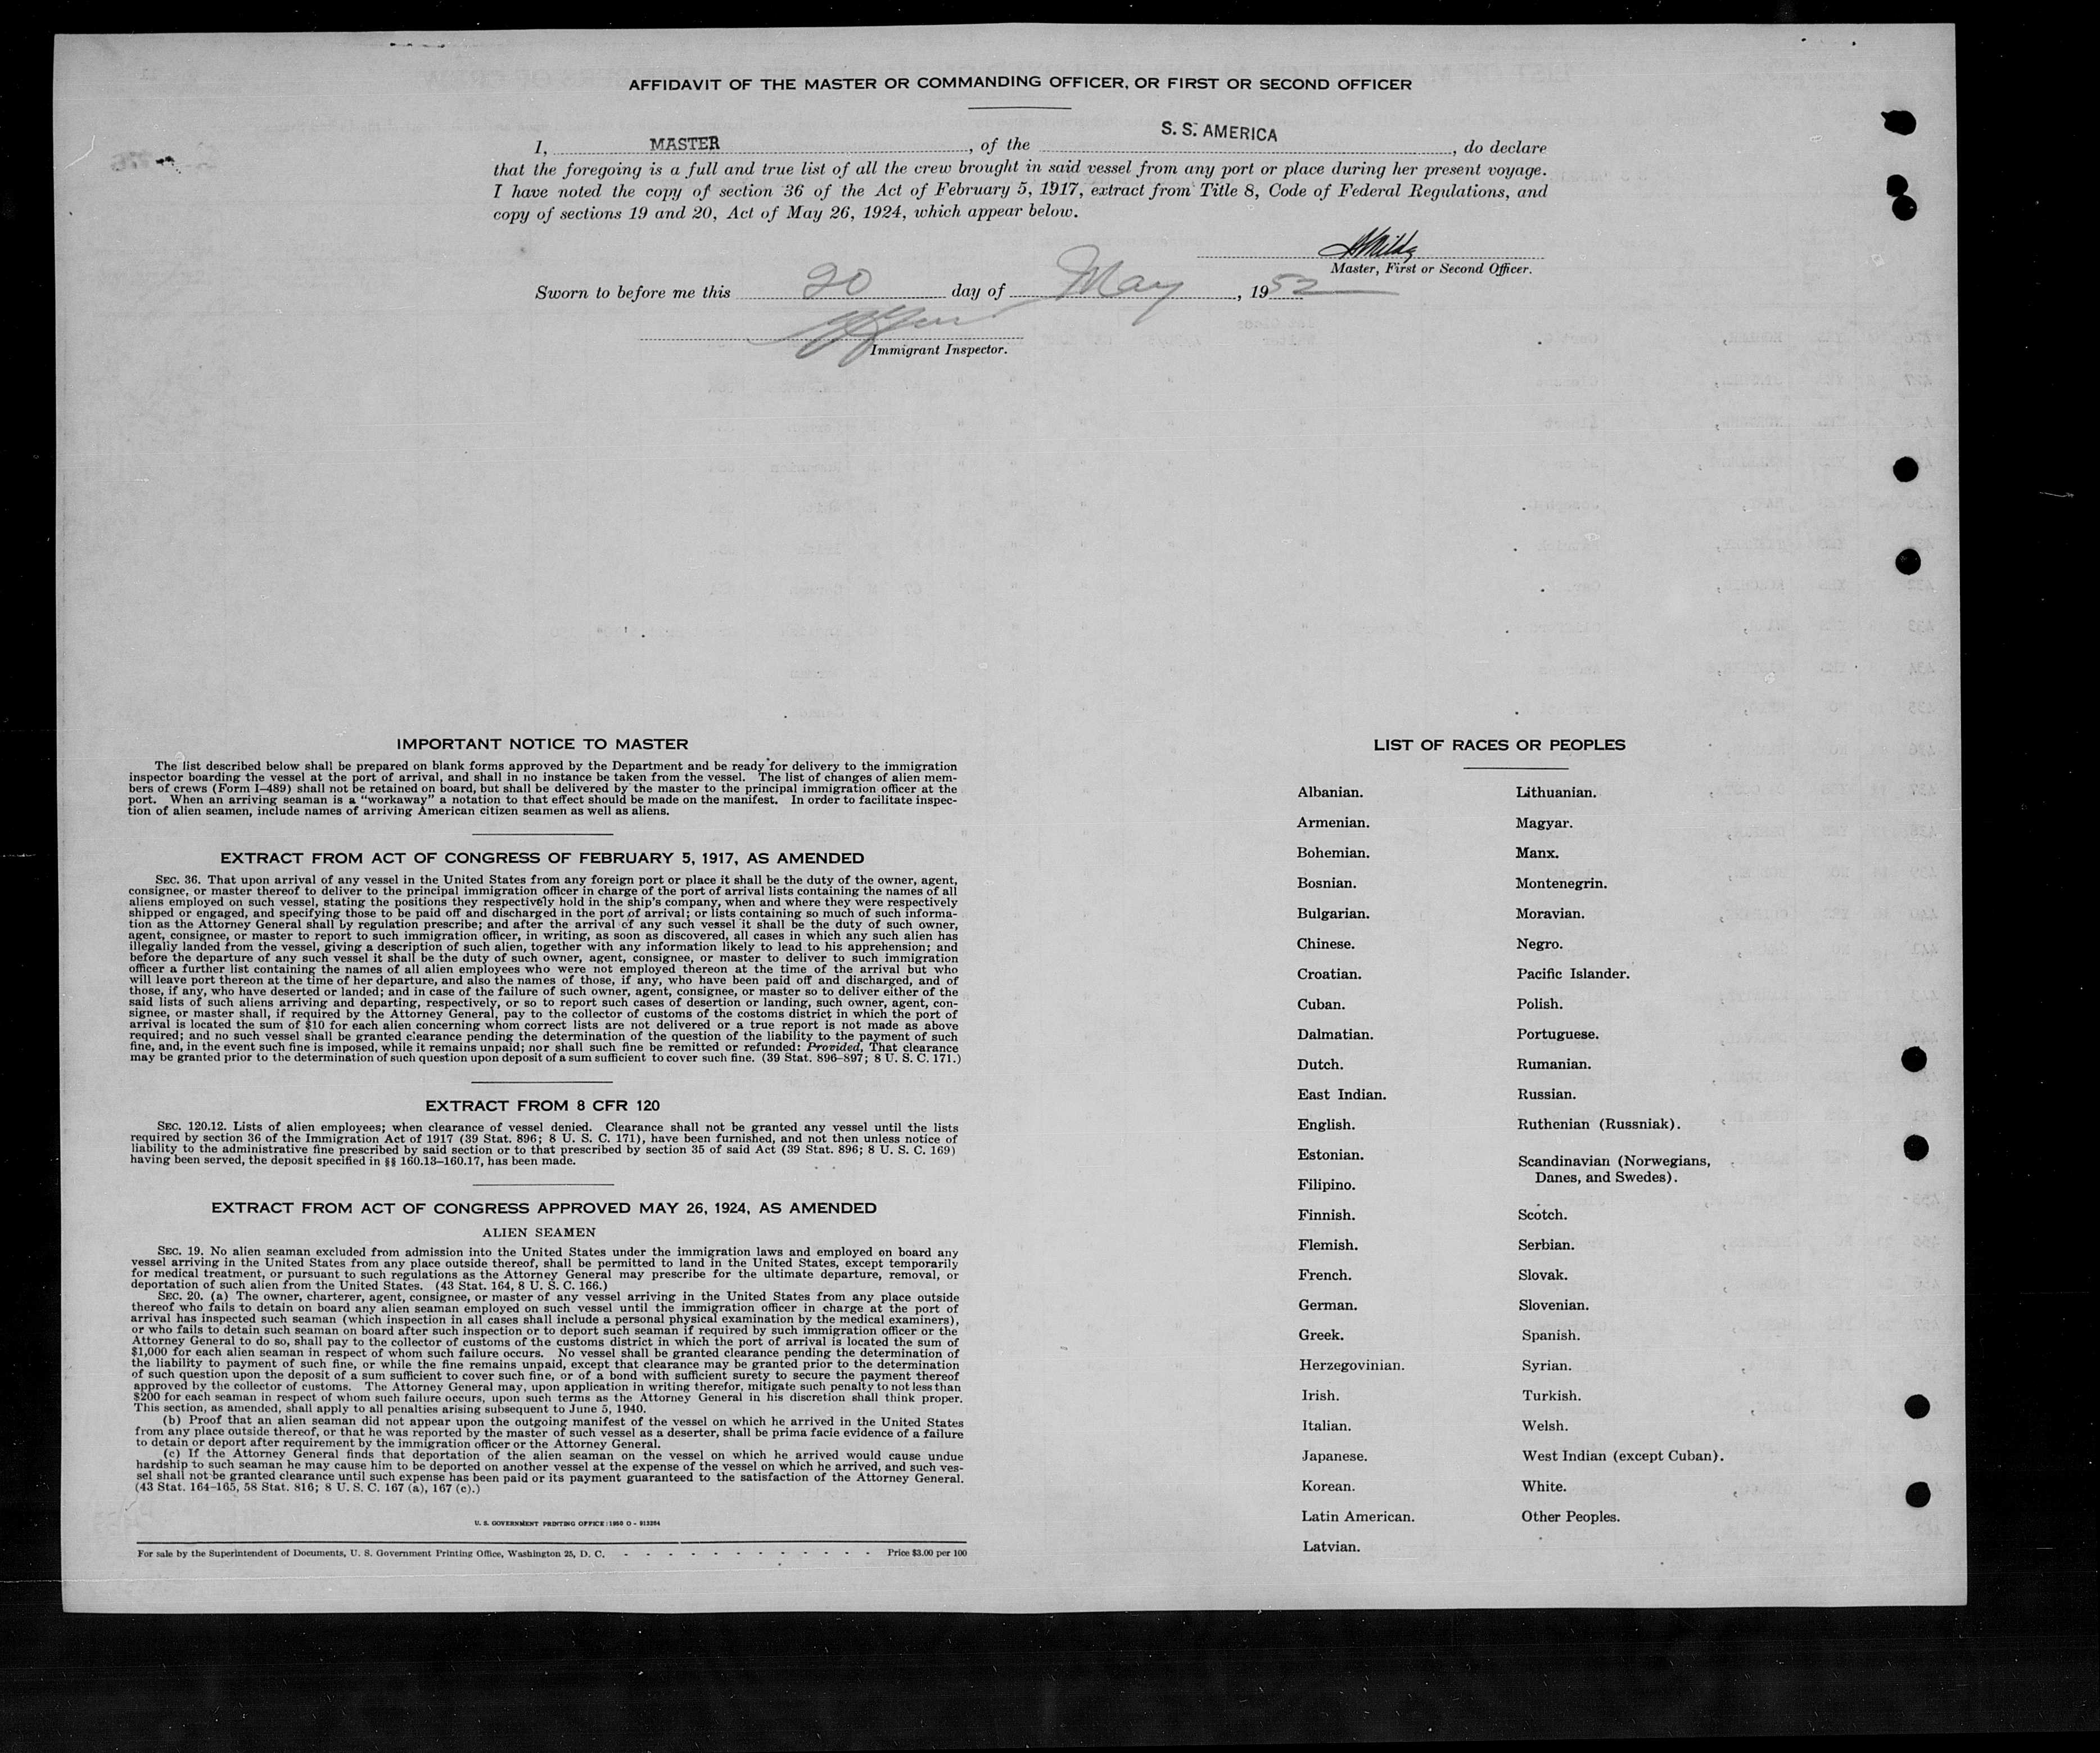 AFFIDAVIT OF THE MASTER OR COMMANDING OFFICER, OR FIRST OR SECOND OFFICER
I, MASTER, of the S. S. AMERICA, do declare
that the foregoing is a full and true list of all the crew brought in said vessel from any port or place during her present voyage.
I have noted the copy of section 36 of the Act of February 5, 1917, extract from Title 8, Code of Federal Regulations, and
copy of sections 19 and 20, Act of May 26, 1924, which appear below.
Master, First or Second Officer.
Sworn to before me this 20 day of May, 1952
Immigrant Inspector.
IMPORTANT NOTICE TO MASTER
The list described below shall be prepared on blank forms approved by the Department and be ready for delivery to the immigration
inspector boarding the vessel at the port of arrival, and shall in no instance be taken from the vessel. The list of changes of alien mem-
bers of crews (Form I–489) shall not be retained on board, but shall be delivered by the master to the principal immigration officer at the
port. When an arriving seaman is a "workaway" a notation to that effect should be made on the manifest. In order to facilitate inspec-
tion of alien seamen, include names of arriving American citizen seamen as well as aliens.
EXTRACT FROM ACT OF CONGRESS OF FEBRUARY 5, 1917, AS AMENDED
SEC. 36. That upon arrival of any vessel in the United States from any foreign port or place it shall be the duty of the owner, agent,
consignee, or master thereof to deliver to the principal immigration officer in charge of the port of arrival lists containing the names of all
aliens employed on such vessel, stating the positions they respectively hold in the ship's company, when and where they were respectively
shipped or engaged, and specifying those to be paid off and discharged in the port of arrival; or lists containing so much of such informa-
tion as the Attorney General shall by regulation prescribe; and after the arrival of any such vessel it shall be the duty of such owner,
agent, consignee, or master to report to such immigration officer, in writing, as soon as discovered, all cases in which any such alien has
illegally landed from the vessel, giving a description of such alien, together with any information likely to lead to his apprehension; and
before the departure of any such vessel it shall be the duty of such owner, agent, consignee, or master to deliver to such immigration
officer a further list containing the names of all alien employees who were not employed thereon at the time of the arrival but who
will leave port thereon at the time of her departure, and also the names of those, if any, who have been paid off and discharged, and of
those, if any, who have deserted or landed; and in case of the failure of such owner, agent, consignee, or master so to deliver either of the
said lists of such aliens arriving and departing, respectively, or so to report such cases of desertion or landing, such owner, agent, con-
signee, or master shall, if required by the Attorney General, pay to the collector of customs of the costoms district in which the port of
arrival is located the sum of $10 for each alien concerning whom correct lists are not delivered or a true report is not made as above
required; and no such vessel shall be granted clearance pending the determination of the question of the liability to the payment of such
fine, and, in the event such fine is imposed, while it remains unpaid; nor shall such fine be remitted or refunded: Provided, That clearance
may be granted prior to the determination of such question upon deposit of a sum sufficient to cover such fine. (39 Stat. 896–897; 8 U. S. C. 171.)
EXTRACT FROM 8 CFR 120
SEC. 120.12. Lists of alien employees; when clearance of vessel denied. Clearance shall not be granted any vessel until the lists
required by section 36 of the Immigration Act of 1917 (39 Stat. 896; 8 U. S. C. 171), have been furnished, and not then unless notice of
liability to the administrative fine prescribed by said section or to that prescribed by section 35 of said Act (39 Stat. 896; 8 U. S. C. 169)
having been served, the deposit specified in §§ 160.13–160.17, has been made.
EXTRACT FROM ACT OF CONGRESS APPROVED MAY 26, 1924, AS AMENDED
ALIEN SEAMEN
SEC. 19. No alien seaman excluded from admission into the United States under the immigration laws and employed on board any
vessel arriving in the United States from any place outside thereof, shall be permitted to land in the United States, except temporarily
for medical treatment, or pursuant to such regulations as the Attorney General may prescribe for the ultimate departure, removal, or
deportation of such alien from the United States. (43 Stat. 164, 8 U. S. C. 166.)
SEC. 20. (a) The owner, charterer, agent, consignee, or master of any vessel arriving in the United States from any place outside
thereof who fails to detain on board any alien seaman employed on such vessel until the immigration officer in charge at the port of
arrival has inspected such seaman (which inspection in all cases shall include a personal physical examination by the medical examiners),
or who fails to detain such seaman on board after such inspection or to deport such seaman if required by such immigration officer or the
Attorney General to do so, shall pay to the collector of customs of the customs district in which the port of arrival is located the sum of
$1,000 for each alien seaman in respect of whom such failure occurs. No vessel shall be granted clearance pending the determination of
the liability to payment of such fine, or while the fine remains unpaid, except that clearance may be granted prior to the determination
of such question upon the deposit of a sum sufficient to cover such fine, or of a bond with sufficient surety to secure the payment thereof
approved by the collector of customs. The Attorney General may, upon application in writing therefor, mitigate such penalty to not less than
$200 for each seaman in respect of whom such failure occurs, upon such terms as the Attorney General in his discretion shall think proper.
This section, as amended, shall apply to all penalties arising subsequent to June 5, 1940.
(b) Proof that an alien seaman did not appear upon the outgoing manifest of the vessel on which he arrived in the United States
from any place outside thereof, or that he was reported by the master of such vessel as a deserter, shall be prima facie evidence of a failure
to detain or deport after requirement by the immigration officer or the Attorney General.
(c) If the Attorney General finds that deportation of the alien seaman on the vessel on which he arrived would cause undue
hardship to such seaman he may cause him to be deported on another vessel at the expense of the vessel on which he arrived, and such ves-
sel shall not be granted clearance until such expense has been paid or its payment guaranteed to the satisfaction of the Attorney General.
(43 Stat. 164–165, 58 Stat. 816; 8 U. S. C. 167 (a), 167 (c).)
U. S. GOVERNMENT PRINTING OFFICE : 1950 O - 913264
For sale by the Superintendent of Documents, U. S. Government Printing Office, Washington 25, D. C. - - - - - - - - - - - - Price $3.00 per 100
LIST OF RACES OR PEOPLES
Albanian.
Armenian.
Bohemian.
Bosnian.
Bulgarian.
Chinese.
Croatian.
Cuban.
Dalmatian.
Dutch.
East Indian.
English.
Estonian.
Filipino.
Finnish.
Flemish.
French.
German.
Greek.
Herzegovinian.
Irish.
Italian.
Japanese.
Korean.
Latin American.
Latvian.
Lithuanian.
Magyar.
Manx.
Montenegrin.
Moravian.
Negro.
Pacific Islander.
Polish.
Portuguese.
Rumanian.
Russian.
Ruthenian (Russniak).
Scandinavian (Norwegians,
Danes, and Swedes).
Scotch.
Serbian.
Slovak.
Slovenian.
Spanish.
Syrian.
Turkish.
Welsh.
West Indian (except Cuban).
White.
Other Peoples.